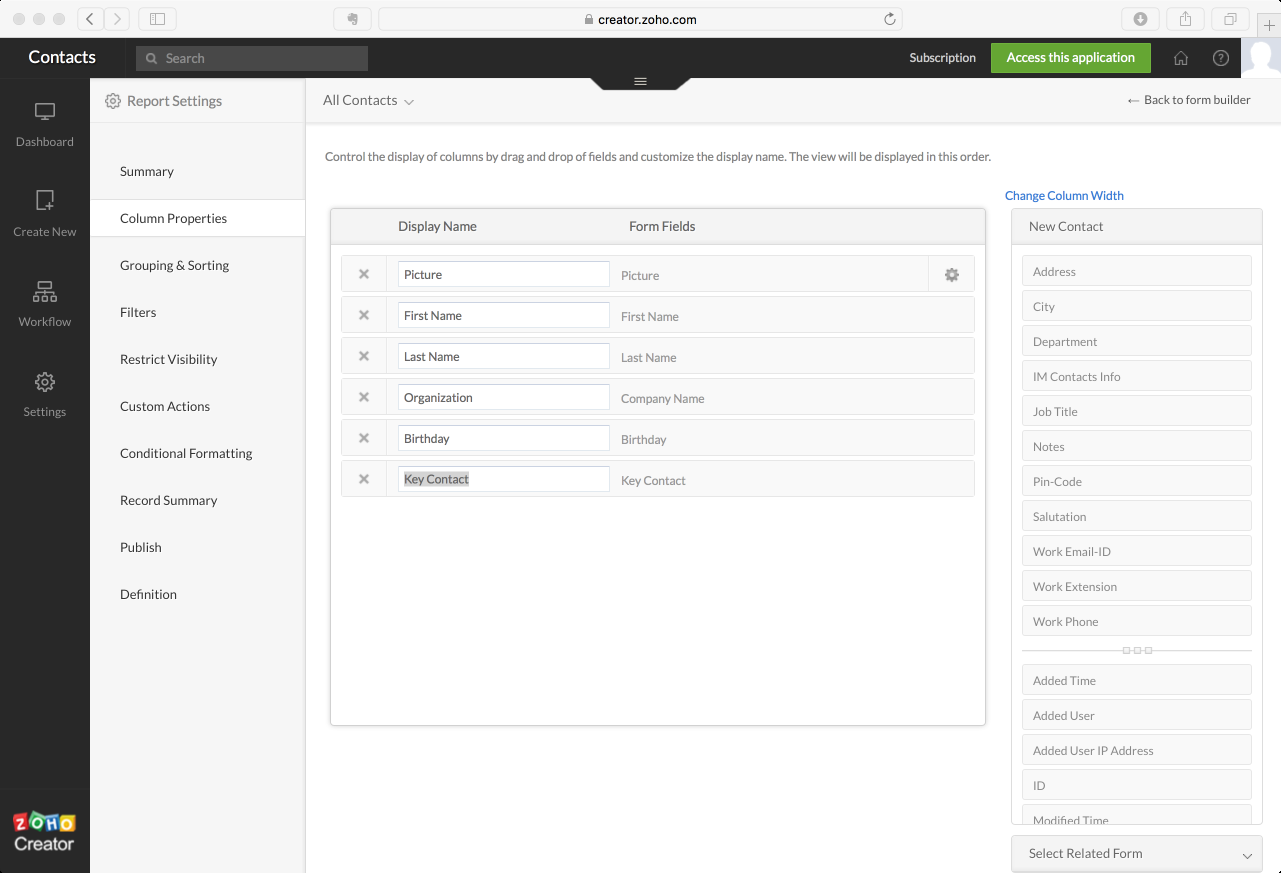 creator.zoho.com
Contacts
Search
Subscription
Access this application
Dashboard
Create New
Workflow
Settings
ZOHO
Creator
Report Settings
Summary
Column Properties
Grouping & Sorting
Filters
Restrict Visibility
Custom Actions
Conditional Formatting
Record Summary
Publish
Definition
All Contacts
← Back to form builder
Control the display of columns by drag and drop of fields and customize the display name. The view will be displayed in this order.
Change Column Width
Display Name Form Fields
Picture Picture
First Name First Name
Last Name Last Name
Organization Company Name
Birthday Birthday
Key Contact Key Contact
New Contact
Address
City
Department
IM Contacts Info
Job Title
Notes
Pin-Code
Salutation
Work Email-ID
Work Extension
Work Phone
Added Time
Added User
Added User IP Address
ID
Modified Time
Select Related Form